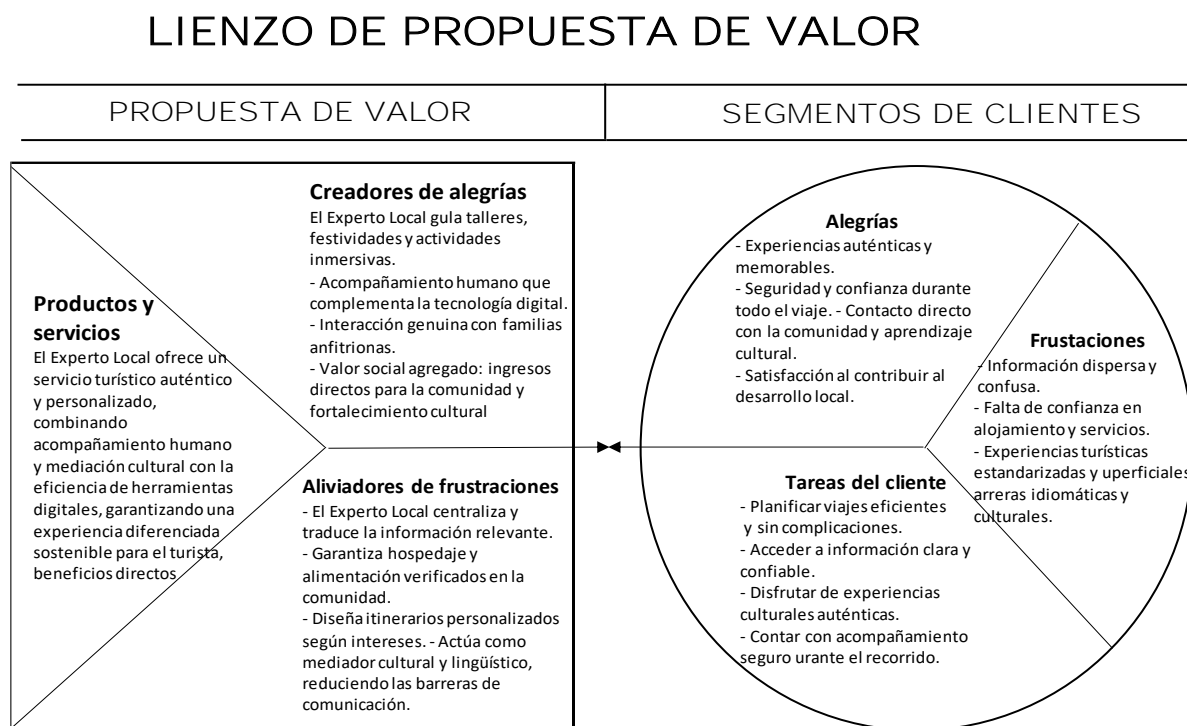 LIENZO DE PROPUESTA DE VALOR
PROPUESTA DE VALOR
SEGMENTOS DE CLIENTES
Productos y
servicios
El Experto Local ofrece un
servicio turístico auténtico
y personalizado,
combinando
acompañamiento humano
y mediación cultural con la
eficiencia de herramientas
digitales, garantizando una
experiencia diferenciada
sostenible para el turista,
beneficios directos
Creadores de alegrías
El Experto Local gula talleres,
festividades y actividades
inmersivas.
- Acompañamiento humano que
complementa la tecnología digital.
- Interacción genuina con familias
anfitrionas.
- Valor social agregado: ingresos
directos para la comunidad y
fortalecimiento cultural
Aliviadores de frustraciones
- El Experto Local centraliza y
traduce la información relevante.
- Garantiza hospedaje y
alimentación verificados en la
comunidad.
- Diseña itinerarios personalizados
según intereses. - Actúa como
mediador cultural y lingüístico,
reduciendo las barreras de
comunicación.
Alegrías
- Experiencias auténticas y
memorables.
- Seguridad y confianza durante
todo el viaje. - Contacto directo
con la comunidad y aprendizaje
cultural.
- Satisfacción al contribuir al
desarrollo local.
Frustaciones
- Información dispersa y
confusa.
- Falta de confianza en
alojamiento y servicios.
- Experiencias turísticas
estandarizadas y uperficiales
arreras idiomáticas y
culturales.
Tareas del cliente
- Planificar viajes eficientes
y sin complicaciones.
- Acceder a información clara y
confiable.
- Disfrutar de experiencias
culturales auténticas.
- Contar con acompañamiento
seguro urante el recorrido.